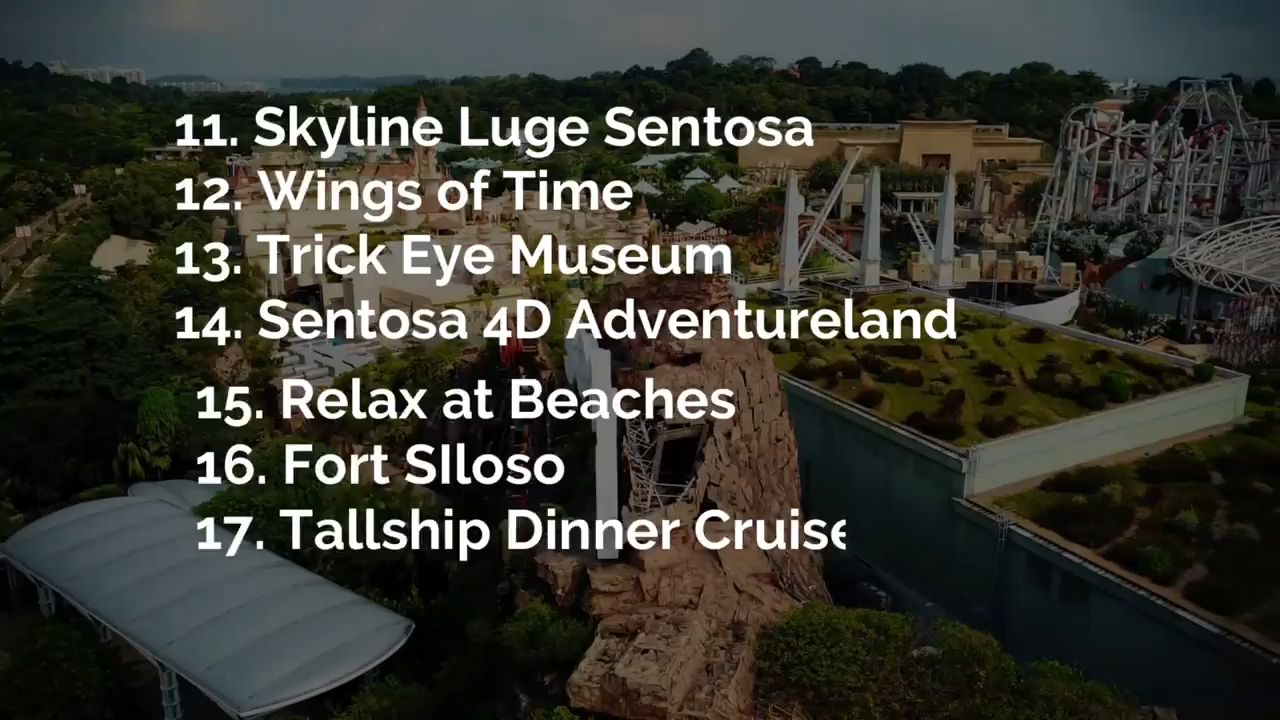 11. Skyline Luge Sentosa
12. Wings of Time
13. Trick Eye Museum
14. Sentosa 4D Adventureland
15. Relax at Beaches
16. Fort SIloso
17. Tallship Dinner Cruise